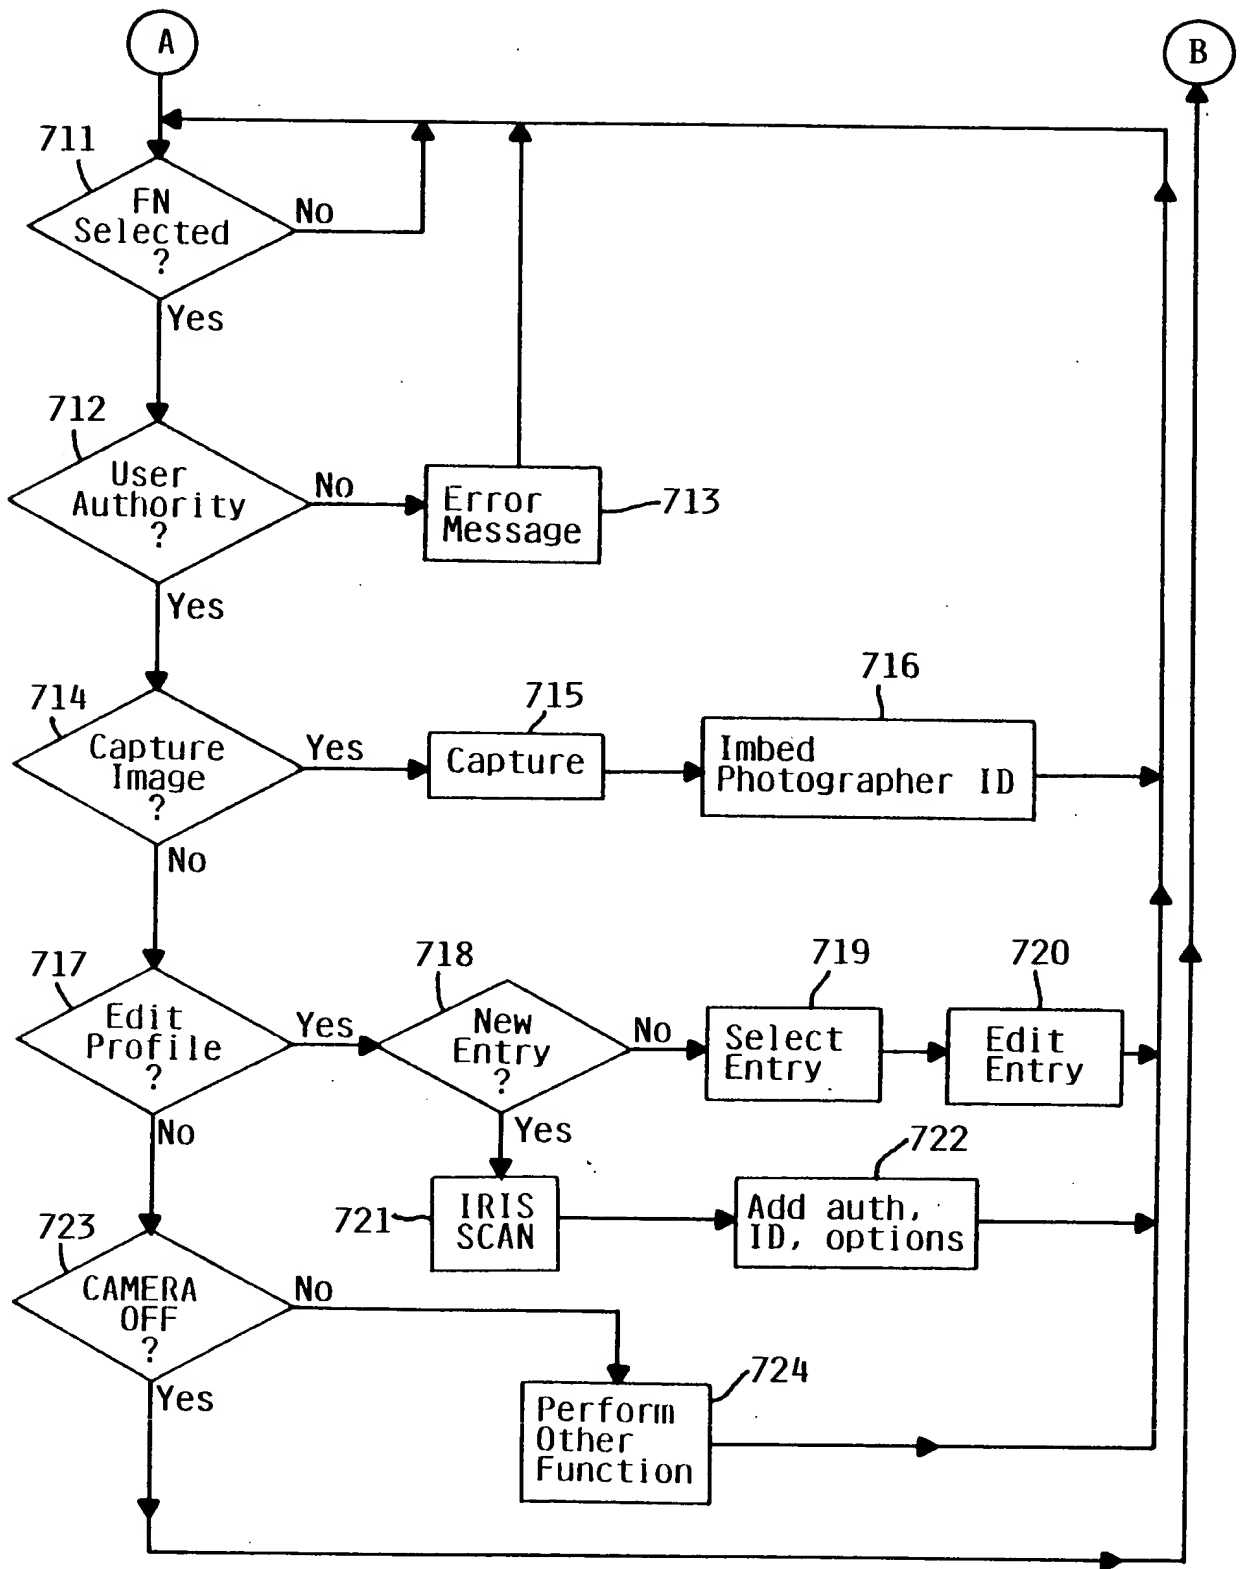 A
B
711
FN
Selected
?
No
Yes
712
User
Authority
?
No
Error
Message
713
Yes
714
Capture
Image
?
Yes
715
Capture
716
Imbed
Photographer ID
No
717
Edit
Profile
?
Yes
718
New
Entry
?
No
719
Select
Entry
720
Edit
Entry
No
Yes
721
IRIS
SCAN
722
Add auth,
ID, options
723
CAMERA
OFF
?
No
Yes
724
Perform
Other
Function